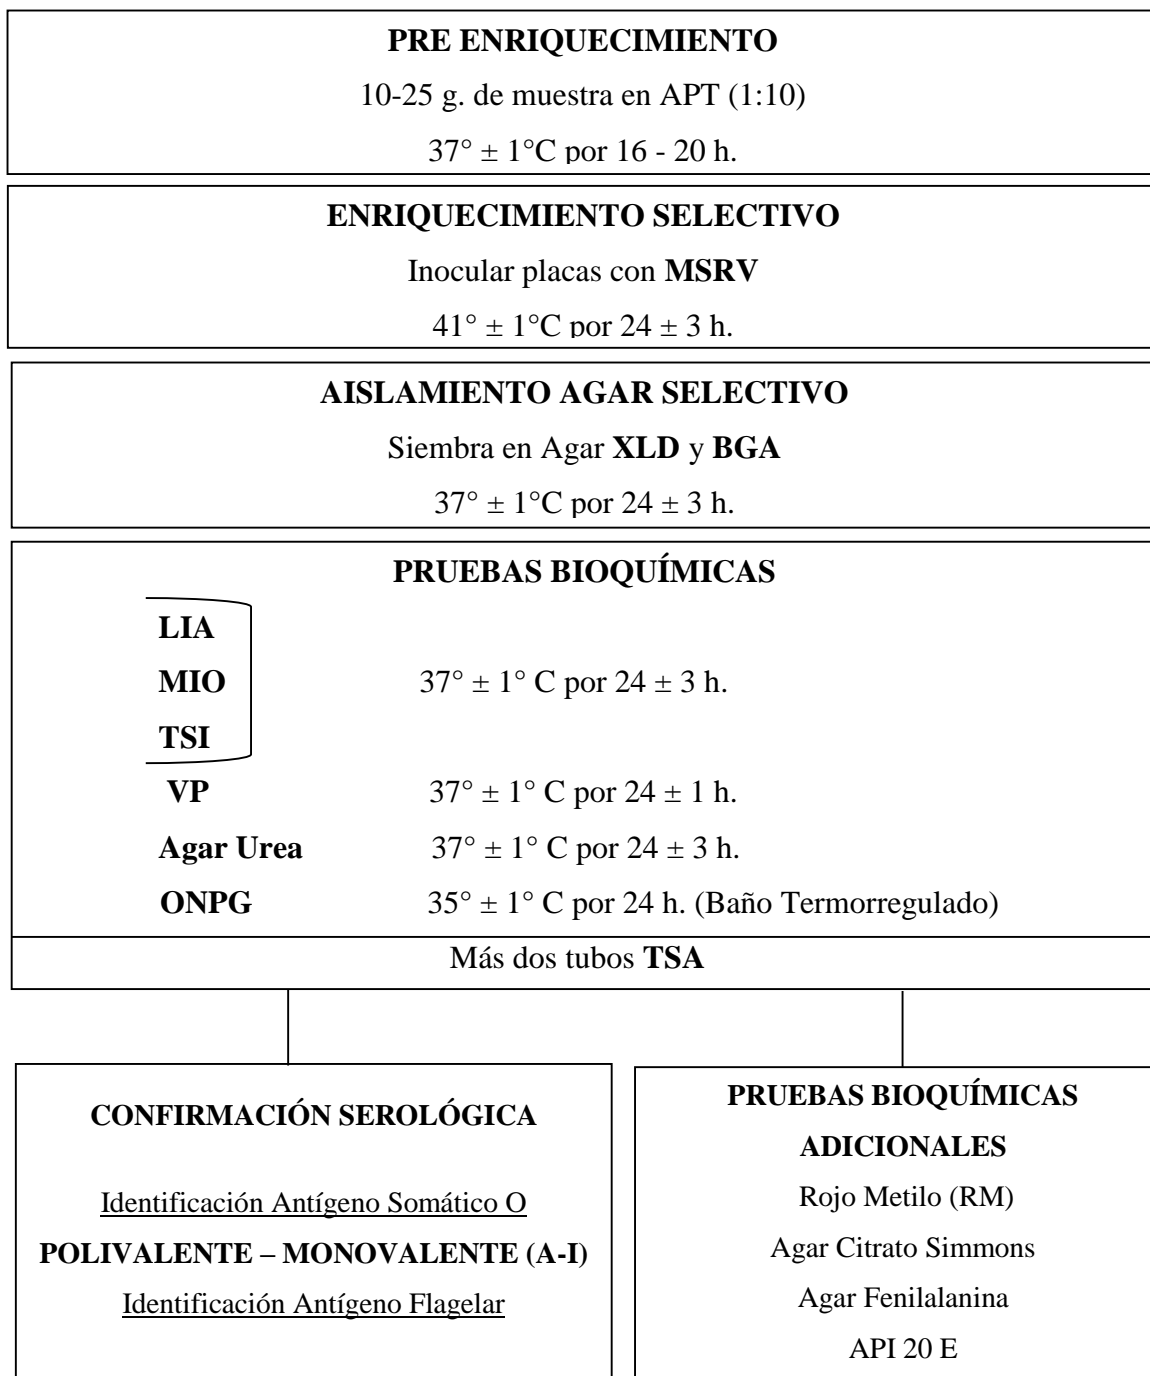 PRE ENRIQUECIMIENTO
10-25 g. de muestra en APT (1:10)
37° ± 1°C por 16 - 20 h.
ENRIQUECIMIENTO SELECTIVO
Inocular placas con MSRV
41° ± 1°C por 24 ± 3 h.
AISLAMIENTO AGAR SELECTIVO
Siembra en Agar XLD y BGA
37° ± 1°C por 24 ± 3 h.
PRUEBAS BIOQUÍMICAS
LIA
MIO 37° ± 1° C por 24 ± 3 h.
TSI
VP 37° ± 1° C por 24 ± 1 h.
Agar Urea 37° ± 1° C por 24 ± 3 h.
ONPG 35° ± 1° C por 24 h. (Baño Termorregulado)
Más dos tubos TSA
CONFIRMACIÓN SEROLÓGICA
Identificación Antígeno Somático O
POLIVALENTE – MONOVALENTE (A-I)
Identificación Antígeno Flagelar
PRUEBAS BIOQUÍMICAS
ADICIONALES
Rojo Metilo (RM)
Agar Citrato Simmons
Agar Fenilalanina
API 20 E